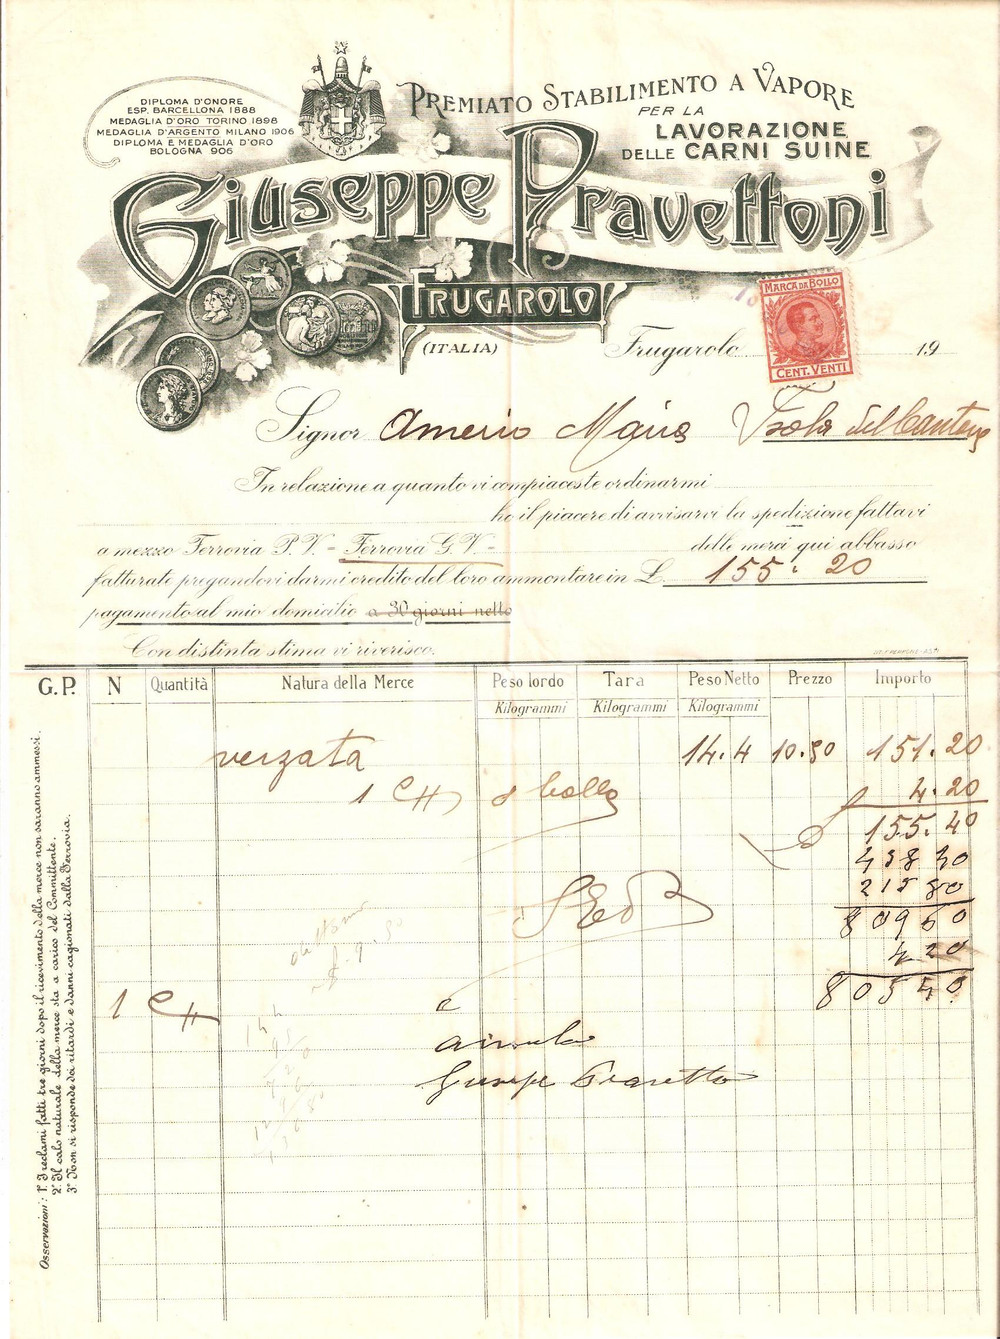 DIPLOMA D'ONORE
ESP. BARCELLONA 1888
MEDAGLIA D'ORO TORINO 1898
MEDAGLIA D'ARGENTO MILANO 1906
DIPLOMA E MEDAGLIA D'ORO
BOLOGNA 906
PREMIATO STABILIMENTO A VAPORE
PER LA
LAVORAZIONE
DELLE CARNI SUINE
Giuseppe Pravettoni
FRUGAROLO
(ITALIA)
MARCA DA BOLLO
CENT. VENTI
Frugarolo 19
Signor Amerio Maria Isola del Cantone
In relazione a quanto vi compiaceste ordinarmi
ho il piacere di avvisarvi la spedizione fattavi
a mezzo Ferrovia P. V. = Ferrovia G. V. = delle merci qui abbasso
fatturate pregandovi darmi credito del loro ammontare in L. 155. 20
pagamento al mio domicilio a 30 giorni netto
Con distinta stima vi riverisco.
G. P. N Quantità Natura della Merce Peso lordo Tara Peso Netto Prezzo Importo
Kilogrammi Kilogrammi Kilogrammi
verzata 14.4 10.50 151.20
1 bollo 4.20
155.40
438 40
215 80
809 60
4 20
805 40
1
Giuseppe
Osservazioni: 1° I reclami fatti tre giorni dopo il ricevimento della merce non saranno ammessi.
2° Il calo naturale della merce sta a carico del Committente.
3° Non si risponde dei ritardi e danni cagionati dalla Ferrovia.